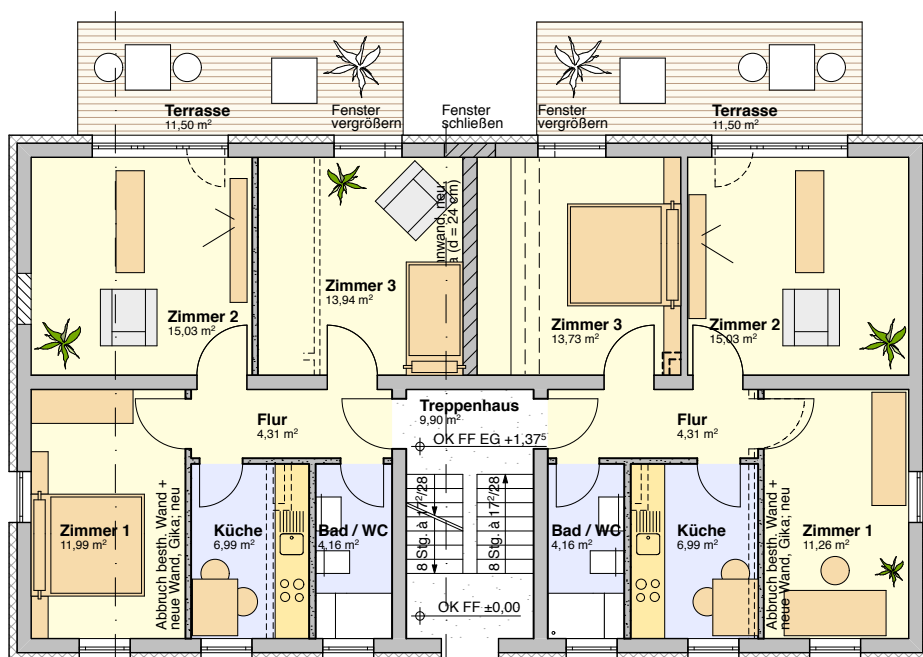 Terrasse
11,50 m²
Fenster
vergrößern
Fenster
schließen
Fenster
vergrößern
Terrasse
11,50 m²
Zimmer 2
15,03 m²
Zimmer 3
13,94 m²
neu
(d = 24 cm)
Zimmer 3
13,73 m²
Zimmer 2
15,03 m²
Flur
4,31 m²
Treppenhaus
9,90 m²
OK FF EG +1,37⁵
Flur
4,31 m²
Zimmer 1
11,99 m²
Abbruch besth. Wand +
neue Wand, Gika; neu
Küche
6,99 m²
Bad / WC
4,16 m²
8 Stg. à 17²/28
8 Stg. à 17²/28
OK FF ±0,00
Bad / WC
4,16 m²
Küche
6,99 m²
Abbruch besth. Wand +
neue Wand, Gika; neu
Zimmer 1
11,26 m²